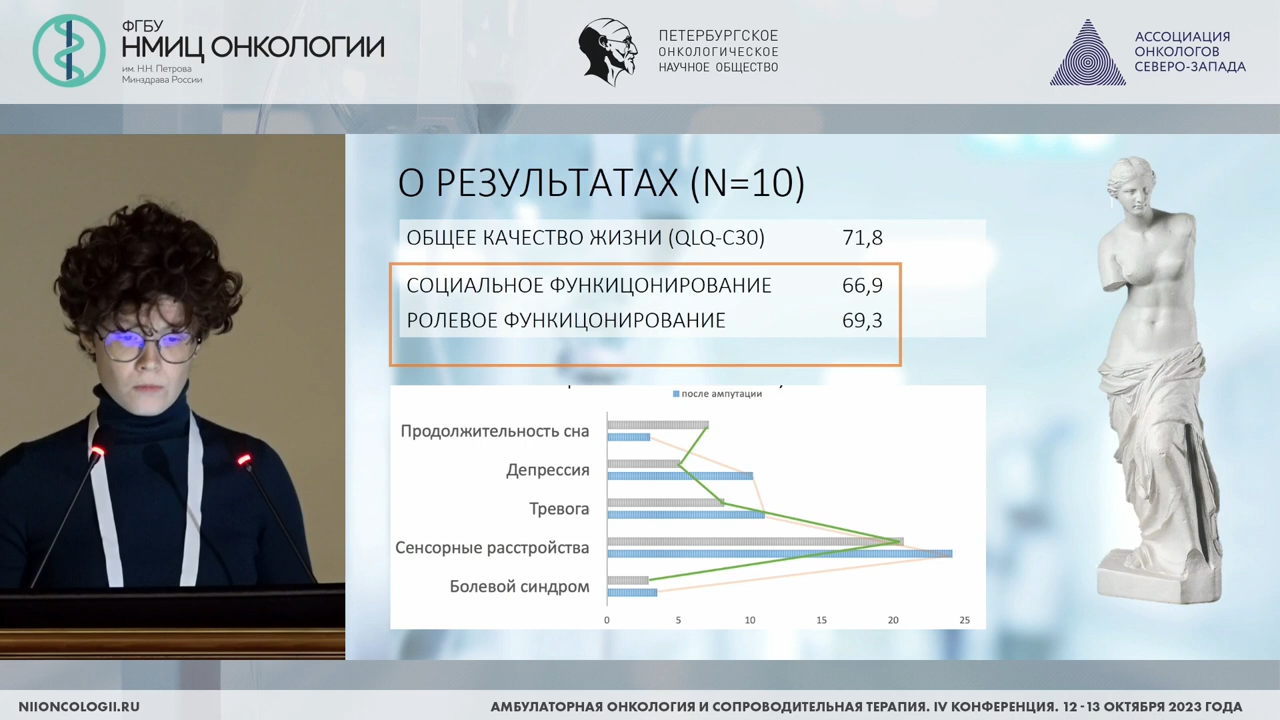 ФГБУ
НМИЦ ОНКОЛОГИИ
им. Н.Н. Петрова
Минздрава России
ПЕТЕРБУРГСКОЕ
ОНКОЛОГИЧЕСКОЕ
НАУЧНОЕ ОБЩЕСТВО
АССОЦИАЦИЯ
ОНКОЛОГОВ
СЕВЕРО-ЗАПАДА
О РЕЗУЛЬТАТАХ (N=10)
ОБЩЕЕ КАЧЕСТВО ЖИЗНИ (QLQ-C30) 71,8
СОЦИАЛЬНОЕ ФУНКИЦОНИРОВАНИЕ 66,9
РОЛЕВОЕ ФУНКИЦОНИРОВАНИЕ 69,3
после ампутации
Продолжительность сна
Депрессия
Тревога
Сенсорные расстройства
Болевой синдром
0 5 10 15 20 25
NIIONCOLOGII.RU
АМБУЛАТОРНАЯ ОНКОЛОГИЯ И СОПРОВОДИТЕЛЬНАЯ ТЕРАПИЯ. IV КОНФЕРЕНЦИЯ. 12-13 ОКТЯБРЯ 2023 ГОДА